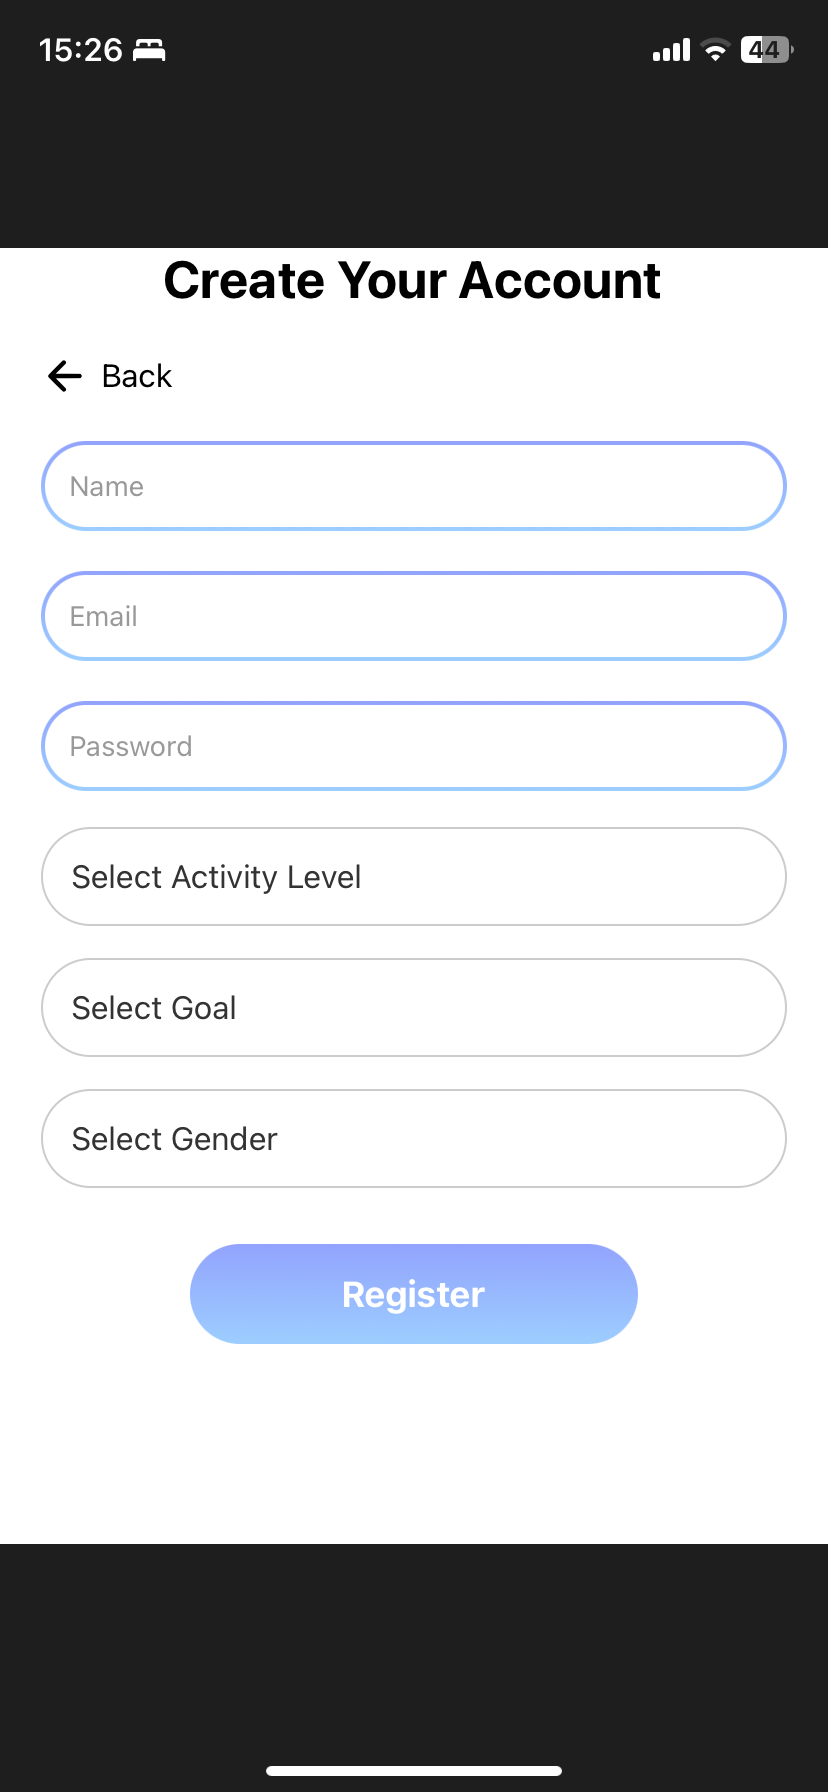 15:26
44
Create Your Account
Back
Name
Email
Password
Select Activity Level
Select Goal
Select Gender
Register